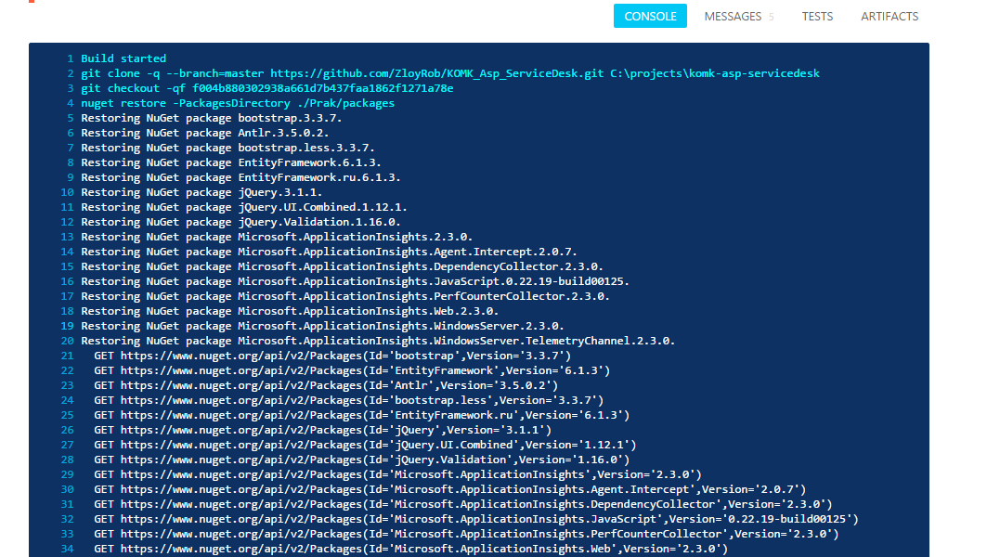 CONSOLE MESSAGES 5 TESTS ARTIFACTS
1 Build started
2 git clone -q --branch=master https://github.com/ZloyRob/KOMK_Asp_ServiceDesk.git C:\projects\komk-asp-servicedesk
3 git checkout -qf f004b880302938a661d7b437faa1862f1271a78e
4 nuget restore -PackagesDirectory ./Prak/packages
5 Restoring NuGet package bootstrap.3.3.7.
6 Restoring NuGet package Antlr.3.5.0.2.
7 Restoring NuGet package bootstrap.less.3.3.7.
8 Restoring NuGet package EntityFramework.6.1.3.
9 Restoring NuGet package EntityFramework.ru.6.1.3.
10 Restoring NuGet package jQuery.3.1.1.
11 Restoring NuGet package jQuery.UI.Combined.1.12.1.
12 Restoring NuGet package jQuery.Validation.1.16.0.
13 Restoring NuGet package Microsoft.ApplicationInsights.2.3.0.
14 Restoring NuGet package Microsoft.ApplicationInsights.Agent.Intercept.2.0.7.
15 Restoring NuGet package Microsoft.ApplicationInsights.DependencyCollector.2.3.0.
16 Restoring NuGet package Microsoft.ApplicationInsights.JavaScript.0.22.19-build00125.
17 Restoring NuGet package Microsoft.ApplicationInsights.PerfCounterCollector.2.3.0.
18 Restoring NuGet package Microsoft.ApplicationInsights.Web.2.3.0.
19 Restoring NuGet package Microsoft.ApplicationInsights.WindowsServer.2.3.0.
20 Restoring NuGet package Microsoft.ApplicationInsights.WindowsServer.TelemetryChannel.2.3.0.
21 GET https://www.nuget.org/api/v2/Packages(Id='bootstrap',Version='3.3.7')
22 GET https://www.nuget.org/api/v2/Packages(Id='EntityFramework',Version='6.1.3')
23 GET https://www.nuget.org/api/v2/Packages(Id='Antlr',Version='3.5.0.2')
24 GET https://www.nuget.org/api/v2/Packages(Id='bootstrap.less',Version='3.3.7')
25 GET https://www.nuget.org/api/v2/Packages(Id='EntityFramework.ru',Version='6.1.3')
26 GET https://www.nuget.org/api/v2/Packages(Id='jQuery',Version='3.1.1')
27 GET https://www.nuget.org/api/v2/Packages(Id='jQuery.UI.Combined',Version='1.12.1')
28 GET https://www.nuget.org/api/v2/Packages(Id='jQuery.Validation',Version='1.16.0')
29 GET https://www.nuget.org/api/v2/Packages(Id='Microsoft.ApplicationInsights',Version='2.3.0')
30 GET https://www.nuget.org/api/v2/Packages(Id='Microsoft.ApplicationInsights.Agent.Intercept',Version='2.0.7')
31 GET https://www.nuget.org/api/v2/Packages(Id='Microsoft.ApplicationInsights.DependencyCollector',Version='2.3.0')
32 GET https://www.nuget.org/api/v2/Packages(Id='Microsoft.ApplicationInsights.JavaScript',Version='0.22.19-build00125')
33 GET https://www.nuget.org/api/v2/Packages(Id='Microsoft.ApplicationInsights.PerfCounterCollector',Version='2.3.0')
34 GET https://www.nuget.org/api/v2/Packages(Id='Microsoft.ApplicationInsights.Web',Version='2.3.0')